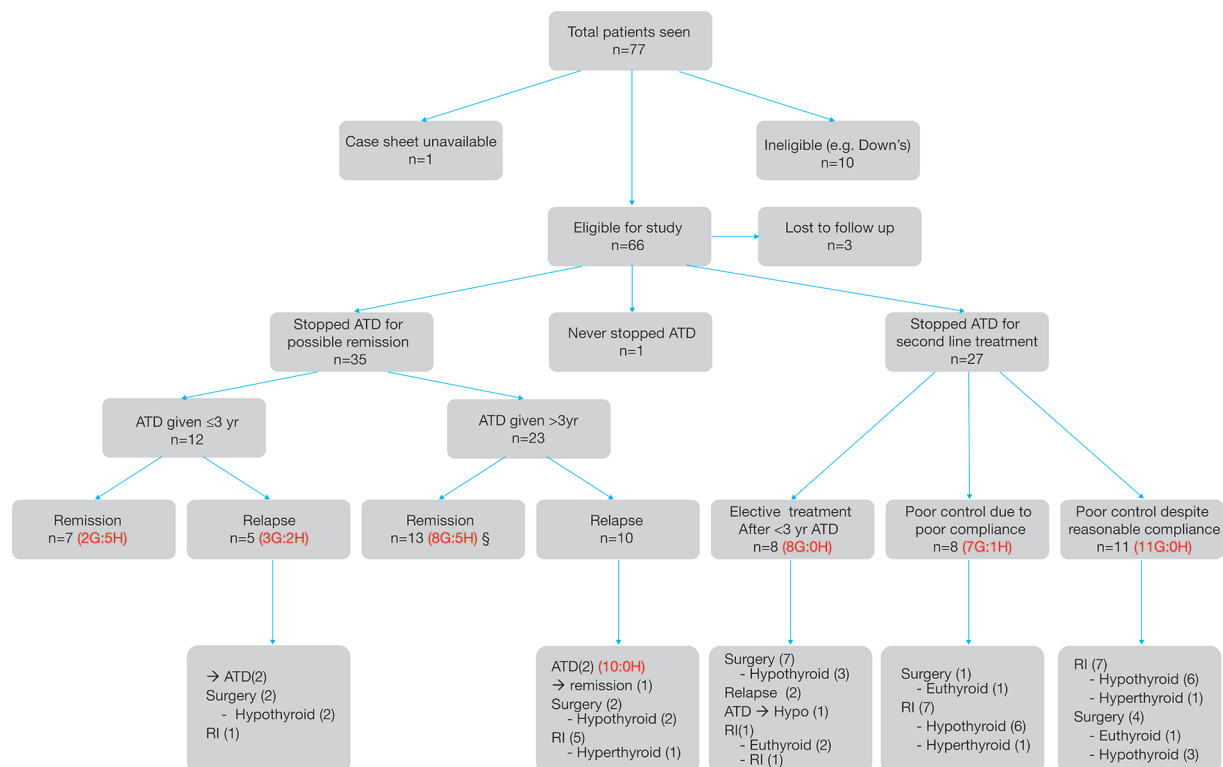 Total patients seen
n=77
Case sheet unavailable
n=1
Ineligible (e.g. Down's)
n=10
Eligible for study
n=66
Lost to follow up
n=3
Stopped ATD for
possible remission
n=35
Never stopped ATD
n=1
Stopped ATD for
second line treatment
n=27
ATD given ≤3 yr
n=12
ATD given >3yr
n=23
Remission
n=7 (2G:5H)
Relapse
n=5 (3G:2H)
Remission
n=13 (8G:5H) §
Relapse
n=10
Elective treatment
After <3 yr ATD
n=8 (8G:0H)
Poor control due to
poor compliance
n=8 (7G:1H)
Poor control despite
reasonable compliance
n=11 (11G:0H)
→ ATD(2)
Surgery (2)
- Hypothyroid (2)
RI (1)
ATD(2) (10:0H)
→ remission (1)
Surgery (2)
- Hypothyroid (2)
RI (5)
- Hyperthyroid (1)
Surgery (7)
- Hypothyroid (3)
Relapse (2)
ATD → Hypo (1)
RI(1)
- Euthyroid (2)
- RI (1)
Surgery (1)
- Euthyroid (1)
RI (7)
- Hypothyroid (6)
- Hyperthyroid (1)
RI (7)
- Hypothyroid (6)
- Hyperthyroid (1)
Surgery (4)
- Euthyroid (1)
- Hypothyroid (3)